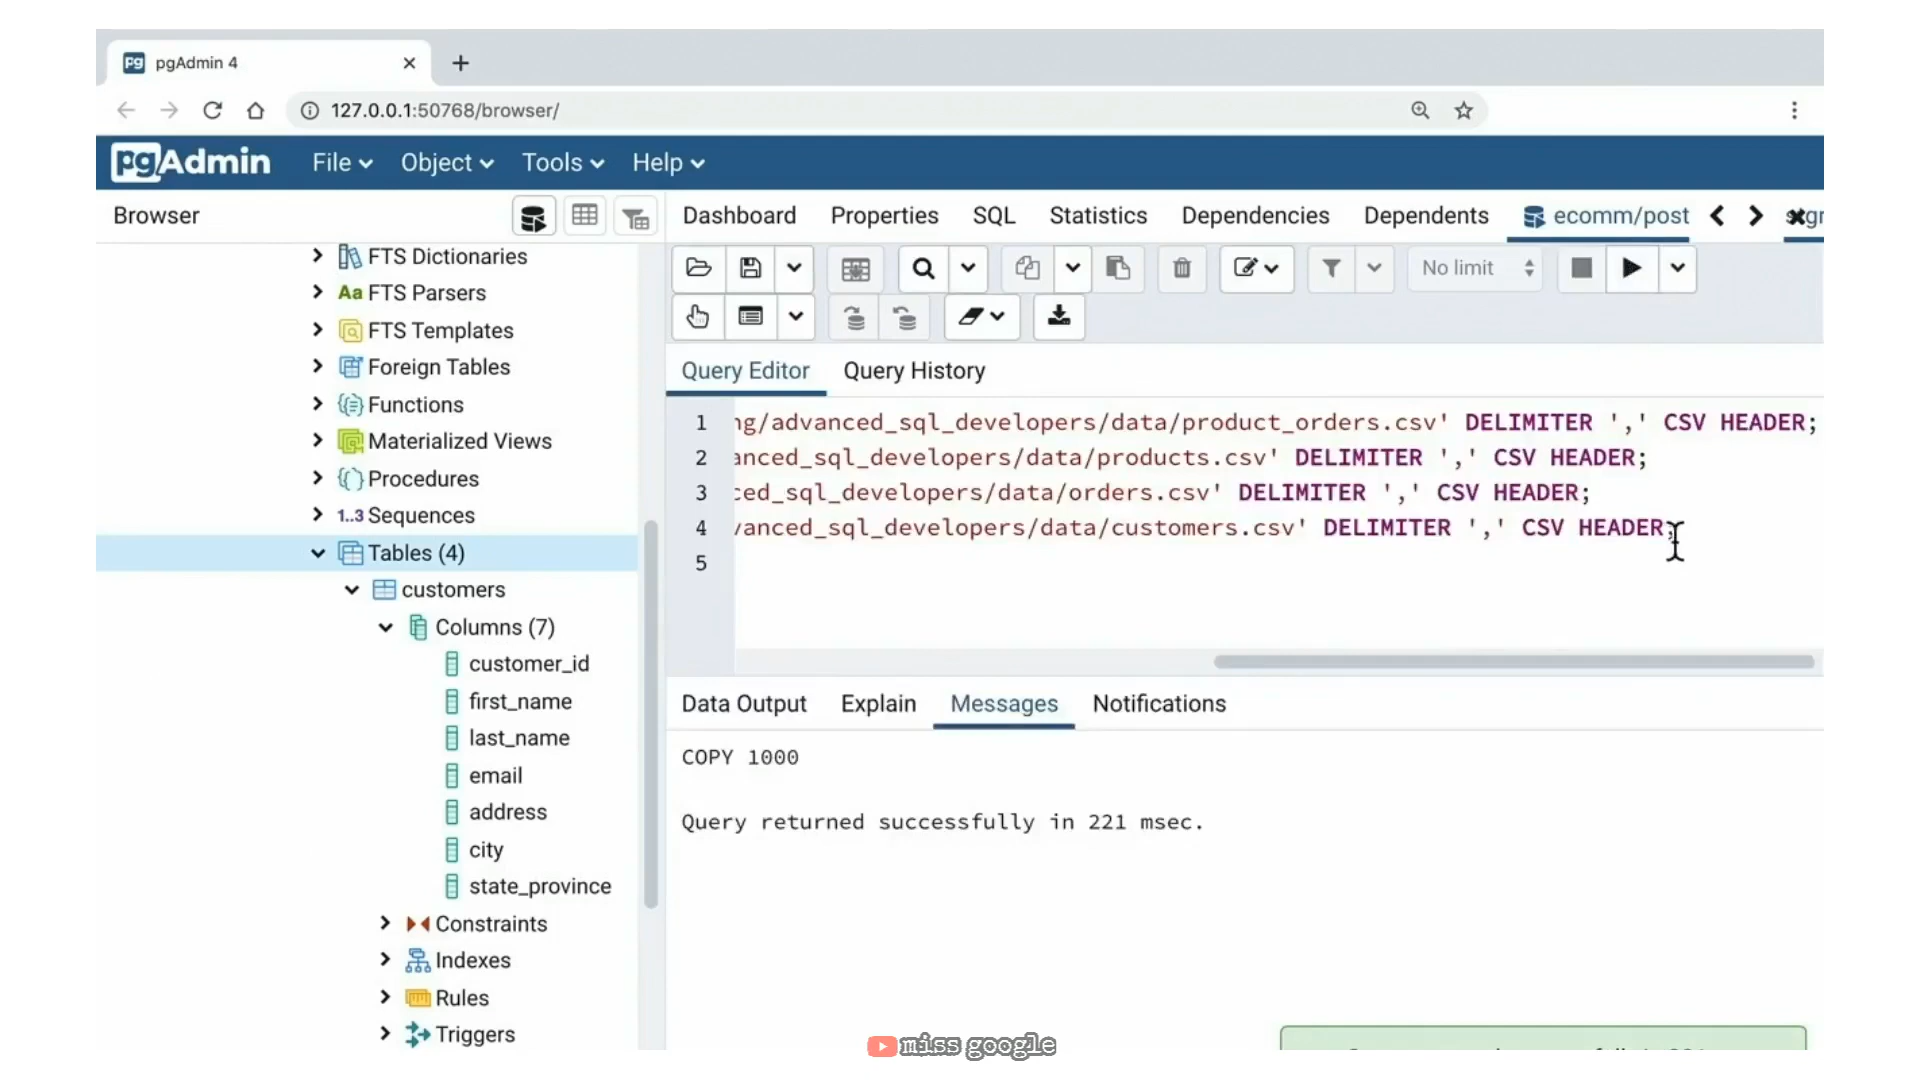 pgAdmin 4
127.0.0.1:50768/browser/
pgAdmin File Object Tools Help
Browser
Dashboard Properties SQL Statistics Dependencies Dependents ecomm/post
FTS Dictionaries
Aa FTS Parsers
FTS Templates
Foreign Tables
Functions
Materialized Views
Procedures
1..3 Sequences
Tables (4)
customers
Columns (7)
customer_id
first_name
last_name
email
address
city
state_province
Constraints
Indexes
Rules
Triggers
No limit
Query Editor Query History
1 ng/advanced_sql_developers/data/product_orders.csv' DELIMITER ',' CSV HEADER;
2 anced_sql_developers/data/products.csv' DELIMITER ',' CSV HEADER;
3 ced_sql_developers/data/orders.csv' DELIMITER ',' CSV HEADER;
4 vanced_sql_developers/data/customers.csv' DELIMITER ',' CSV HEADER;
5
Data Output Explain Messages Notifications
COPY 1000
Query returned successfully in 221 msec.
miss google